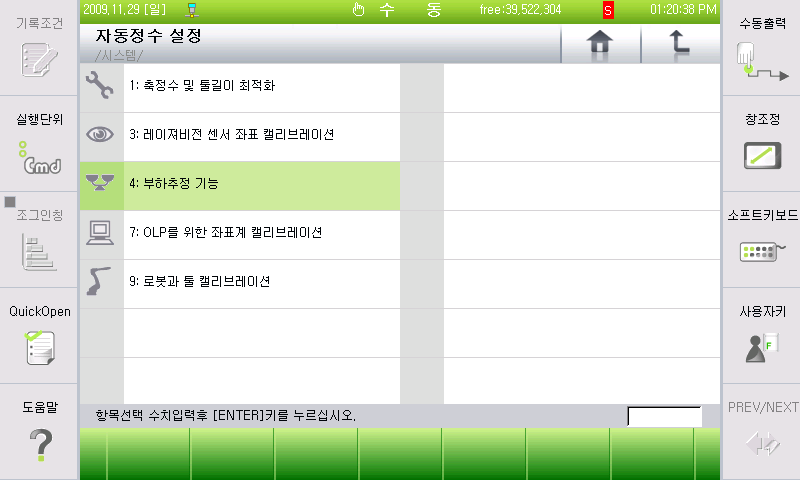 2009.11.29 [일] 수 동 free:39,522,304 S 01:20:38 PM
기록조건
자동정수 설정
/시스템/
수동출력
1: 축정수 및 툴길이 최적화
실행단위
Cmd
3: 레이져비전 센서 좌표 캘리브레이션
창조정
4: 부하추정 기능
조그인칭
7: OLP를 위한 좌표계 캘리브레이션
소프트키보드
9: 로봇과 툴 캘리브레이션
QuickOpen
사용자키
F
도움말
항목선택 수치입력후 [ENTER]키를 누르십시오.
PREV/NEXT